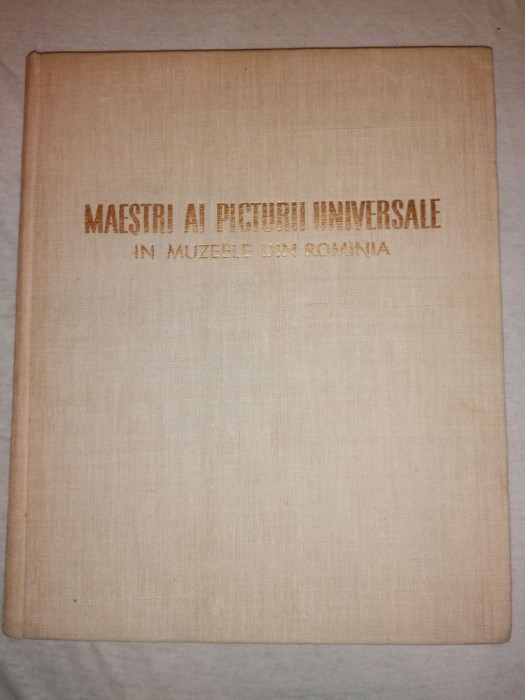 MAEȘTRI AI PICTURII UNIVERSALE
IN MUZEELE DIN ROMINIA